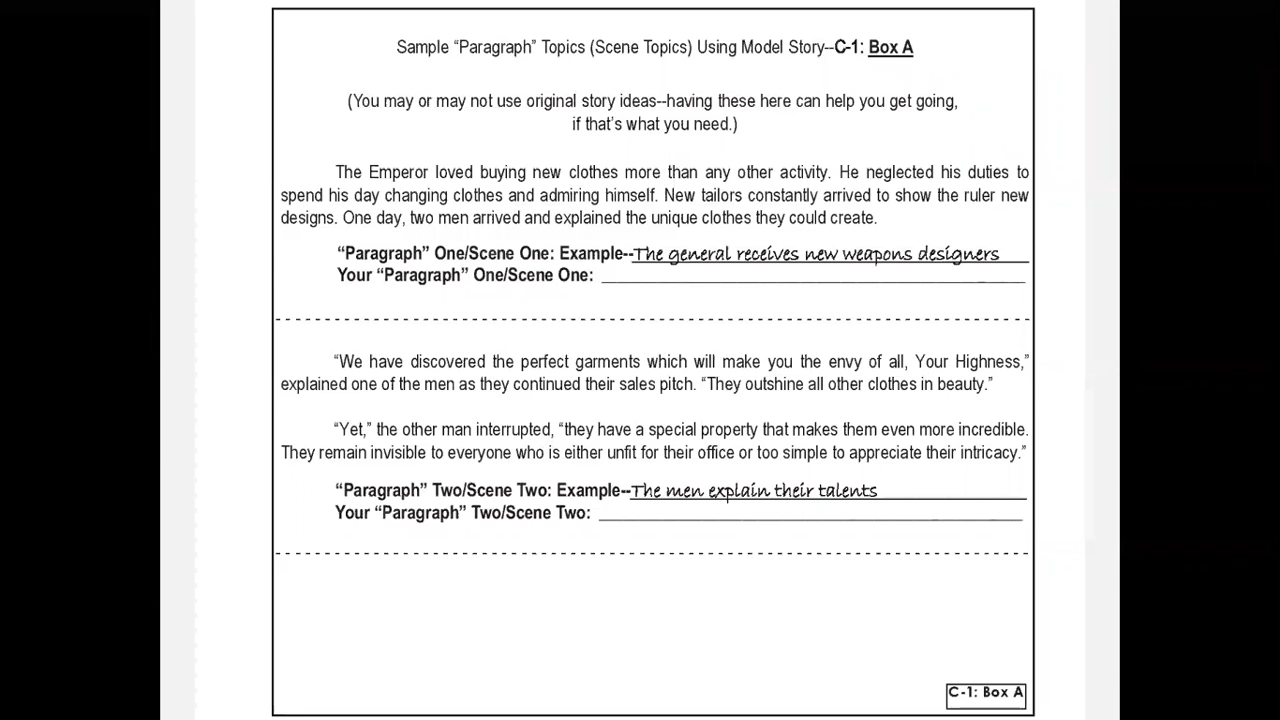 Sample “Paragraph” Topics (Scene Topics) Using Model Story--C-1: Box A
(You may or may not use original story ideas--having these here can help you get going,
if that’s what you need.)
The Emperor loved buying new clothes more than any other activity. He neglected his duties to
spend his day changing clothes and admiring himself. New tailors constantly arrived to show the ruler new
designs. One day, two men arrived and explained the unique clothes they could create.
“Paragraph” One/Scene One: Example--The general receives new weapons designers
Your “Paragraph” One/Scene One:
“We have discovered the perfect garments which will make you the envy of all, Your Highness,”
explained one of the men as they continued their sales pitch. “They outshine all other clothes in beauty.”
“Yet,” the other man interrupted, “they have a special property that makes them even more incredible.
They remain invisible to everyone who is either unfit for their office or too simple to appreciate their intricacy.”
“Paragraph” Two/Scene Two: Example--The men explain their talents
Your “Paragraph” Two/Scene Two:
C-1: Box A